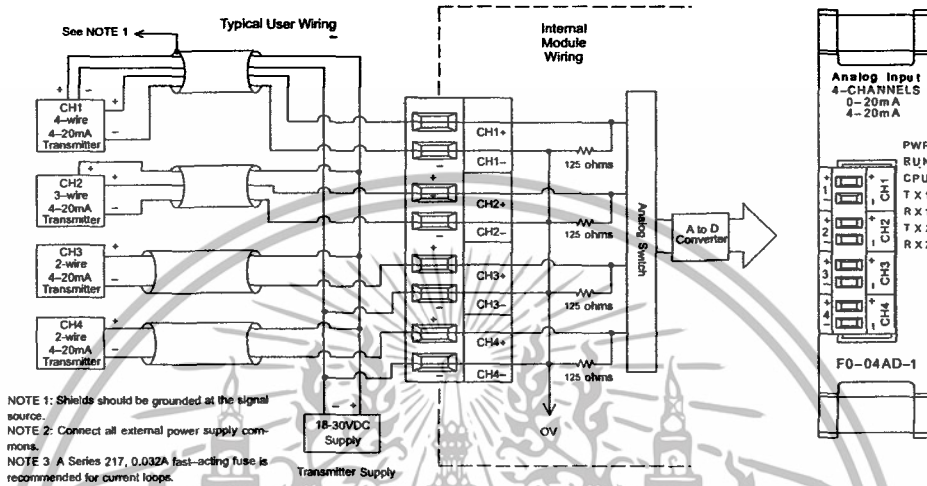 Typical User Wiring
See NOTE 1
Internal
Module
Wiring
+ -
CH1
4-wire
4-20mA
Transmitter
+
-
CH2
3-wire
4-20mA
Transmitter
+
+
-
CH3
2-wire
4-20mA
Transmitter
+
-
CH4
2-wire
4-20mA
Transmitter
+
-
CH1+
-
CH1-
+
CH2+
-
CH2-
+
CH3+
-
CH3-
+
CH4+
-
CH4-
125 ohms
125 ohms
125 ohms
125 ohms
Analog Switch
A to D
Converter
OV
- +
18-30VDC
Supply
Transmitter Supply
NOTE 1: Shields should be grounded at the signal
source.
NOTE 2: Connect all external power supply com-
mons.
NOTE 3 A Series 217, 0.032A fast-acting fuse is
recommended for current loops.
Analog Input
4-CHANNELS
0-20mA
4-20mA
PWR
RUN
CPU
TX1
RX1
TX2
RX2
+
1
-
+
-
CH1
+
2
-
+
-
CH2
+
3
-
+
-
CH3
+
4
-
+
-
CH4
F0-04AD-1